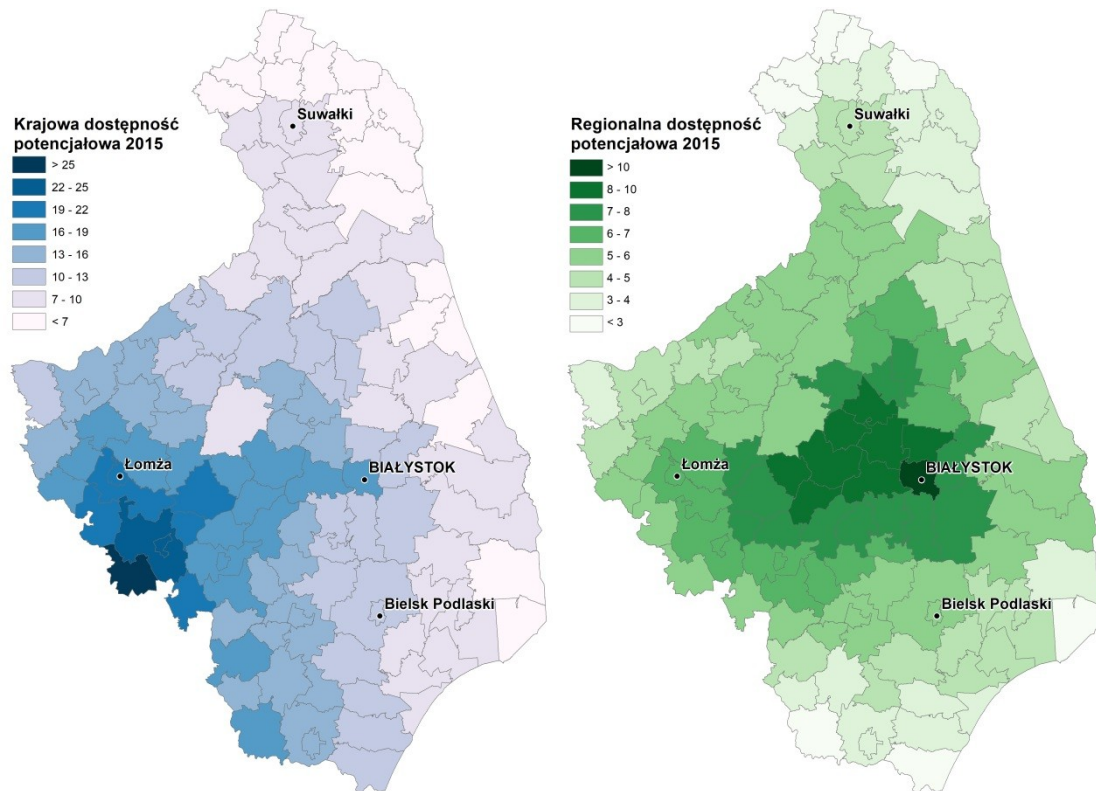 Krajowa dostępność
potencjałowa 2015
> 25
22 - 25
19 - 22
16 - 19
13 - 16
10 - 13
7 - 10
< 7
Suwałki
Łomża
BIAŁYSTOK
Bielsk Podlaski
Regionalna dostępność
potencjałowa 2015
> 10
8 - 10
7 - 8
6 - 7
5 - 6
4 - 5
3 - 4
< 3
Suwałki
Łomża
BIAŁYSTOK
Bielsk Podlaski